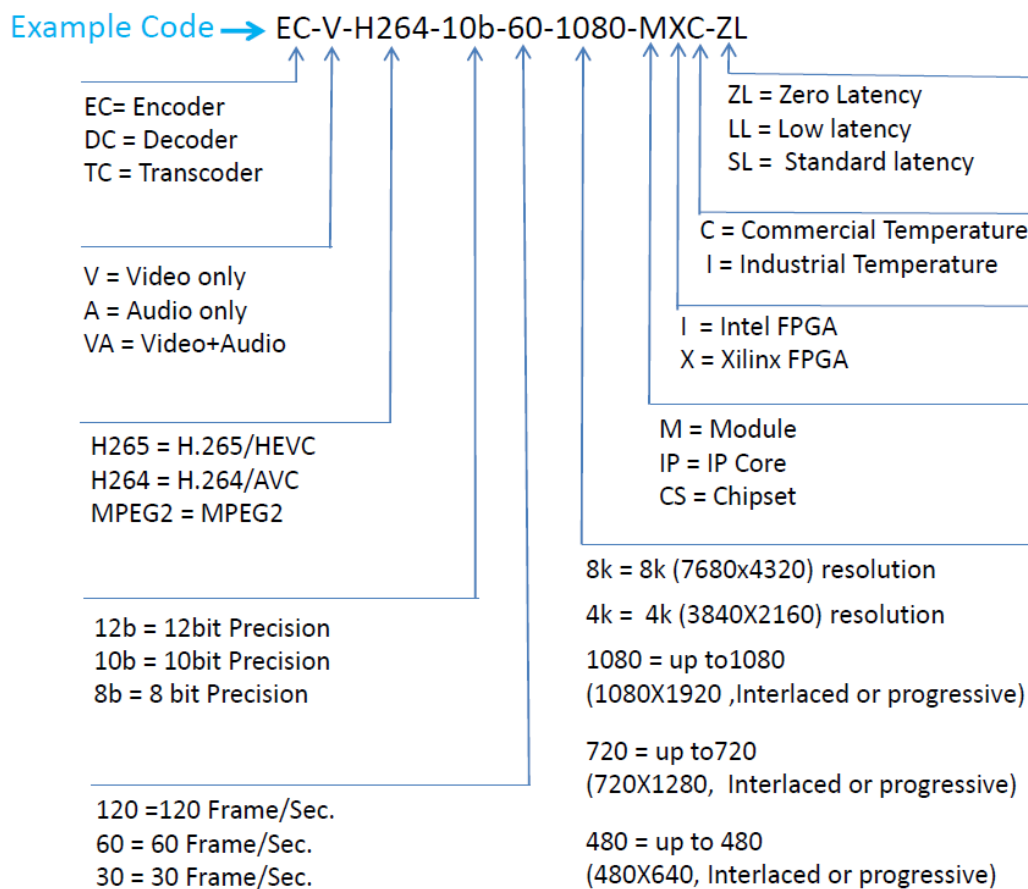 Example Code EC-V-H264-10b-60-1080-MXC-ZL
EC= Encoder
DC = Decoder
TC = Transcoder
V = Video only
A = Audio only
VA = Video+Audio
H265 = H.265/HEVC
H264 = H.264/AVC
MPEG2 = MPEG2
12b = 12bit Precision
10b = 10bit Precision
8b = 8 bit Precision
120 =120 Frame/Sec.
60 = 60 Frame/Sec.
30 = 30 Frame/Sec.
ZL = Zero Latency
LL = Low latency
SL = Standard latency
C = Commercial Temperature
I = Industrial Temperature
I = Intel FPGA
X = Xilinx FPGA
M = Module
IP = IP Core
CS = Chipset
8k = 8k (7680x4320) resolution
4k = 4k (3840X2160) resolution
1080 = up to1080
(1080X1920 ,Interlaced or progressive)
720 = up to720
(720X1280, Interlaced or progressive)
480 = up to 480
(480X640, Interlaced or progressive)